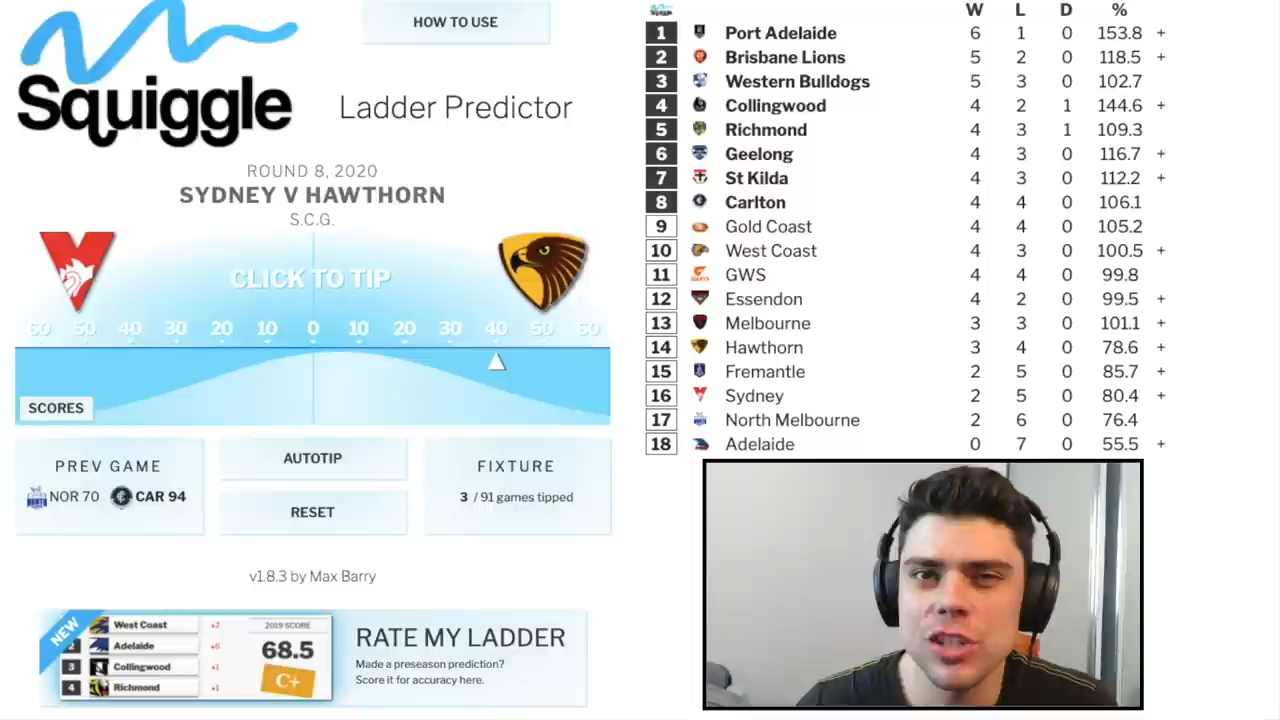 HOW TO USE
Squiggle
Ladder Predictor
ROUND 8, 2020
SYDNEY V HAWTHORN
S.C.G.
CLICK TO TIP
60 50 40 30 20 10 0 10 20 30 40 50 60
SCORES
PREV GAME
NOR 70 CAR 94
AUTOTIP
RESET
FIXTURE
3 / 91 games tipped
v1.8.3 by Max Barry
NEW
West Coast
2 Adelaide
3 Collingwood
4 Richmond
2019 SCORE
68.5
C+
RATE MY LADDER
Made a preseason prediction?
Score it for accuracy here.
W L D %
1 Port Adelaide 6 1 0 153.8 +
2 Brisbane Lions 5 2 0 118.5 +
3 Western Bulldogs 5 3 0 102.7
4 Collingwood 4 2 1 144.6 +
5 Richmond 4 3 1 109.3
6 Geelong 4 3 0 116.7 +
7 St Kilda 4 3 0 112.2 +
8 Carlton 4 4 0 106.1
9 Gold Coast 4 4 0 105.2
10 West Coast 4 3 0 100.5 +
11 GWS 4 4 0 99.8
12 Essendon 4 2 0 99.5 +
13 Melbourne 3 3 0 101.1 +
14 Hawthorn 3 4 0 78.6 +
15 Fremantle 2 5 0 85.7 +
16 Sydney 2 5 0 80.4 +
17 North Melbourne 2 6 0 76.4
18 Adelaide 0 7 0 55.5 +